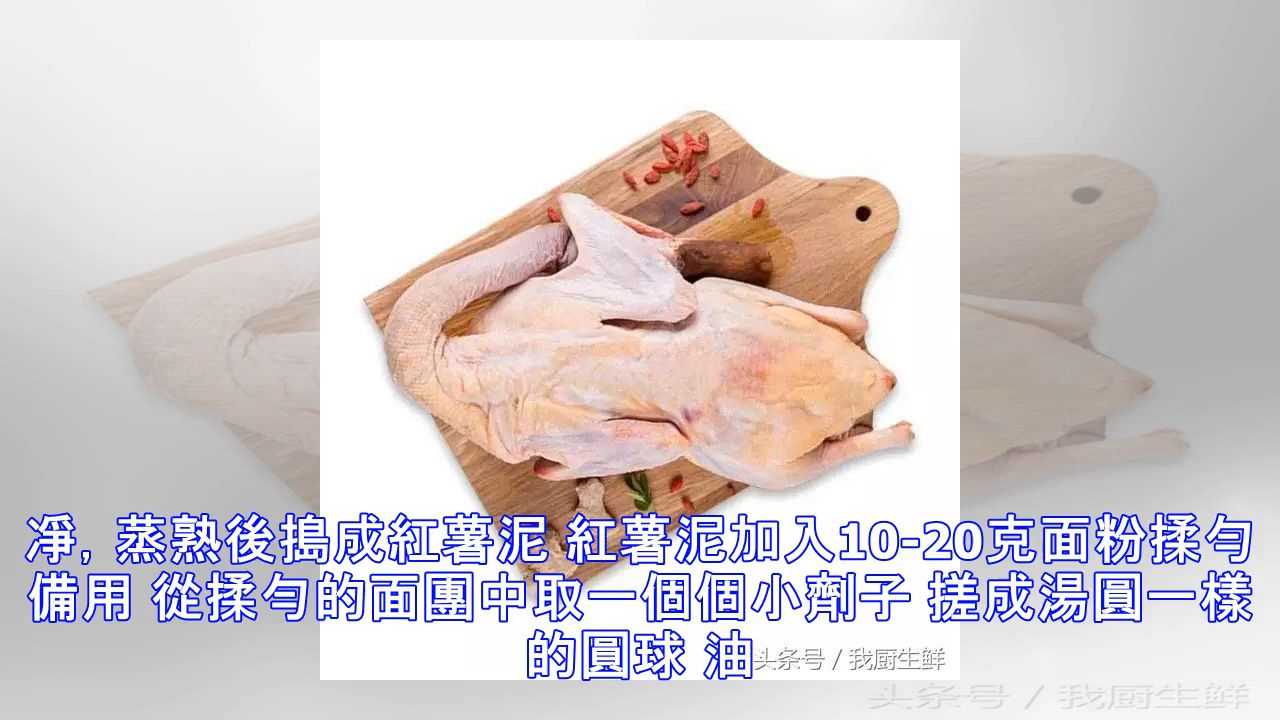 凈, 蒸熟後搗成紅薯泥 紅薯泥加入10-20克面粉揉勻
備用 從揉勻的面團中取一個個小劑子 搓成湯圓一樣
的圓球 油
头条号 / 我厨生鲜
头条号 / 我厨生鲜